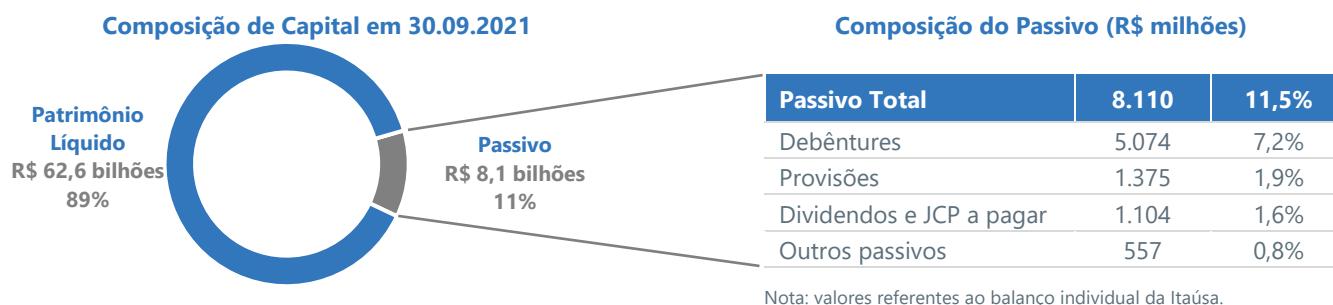 Composição de Capital em 30.09.2021
Patrimônio
Líquido
R$ 62,6 bilhões
89%
Passivo
R$ 8,1 bilhões
11%
Composição do Passivo (R$ milhões)
Passivo Total 8.110 11,5%
Debêntures 5.074 7,2%
Provisões 1.375 1,9%
Dividendos e JCP a pagar 1.104 1,6%
Outros passivos 557 0,8%
Nota: valores referentes ao balanço individual da Itaúsa.